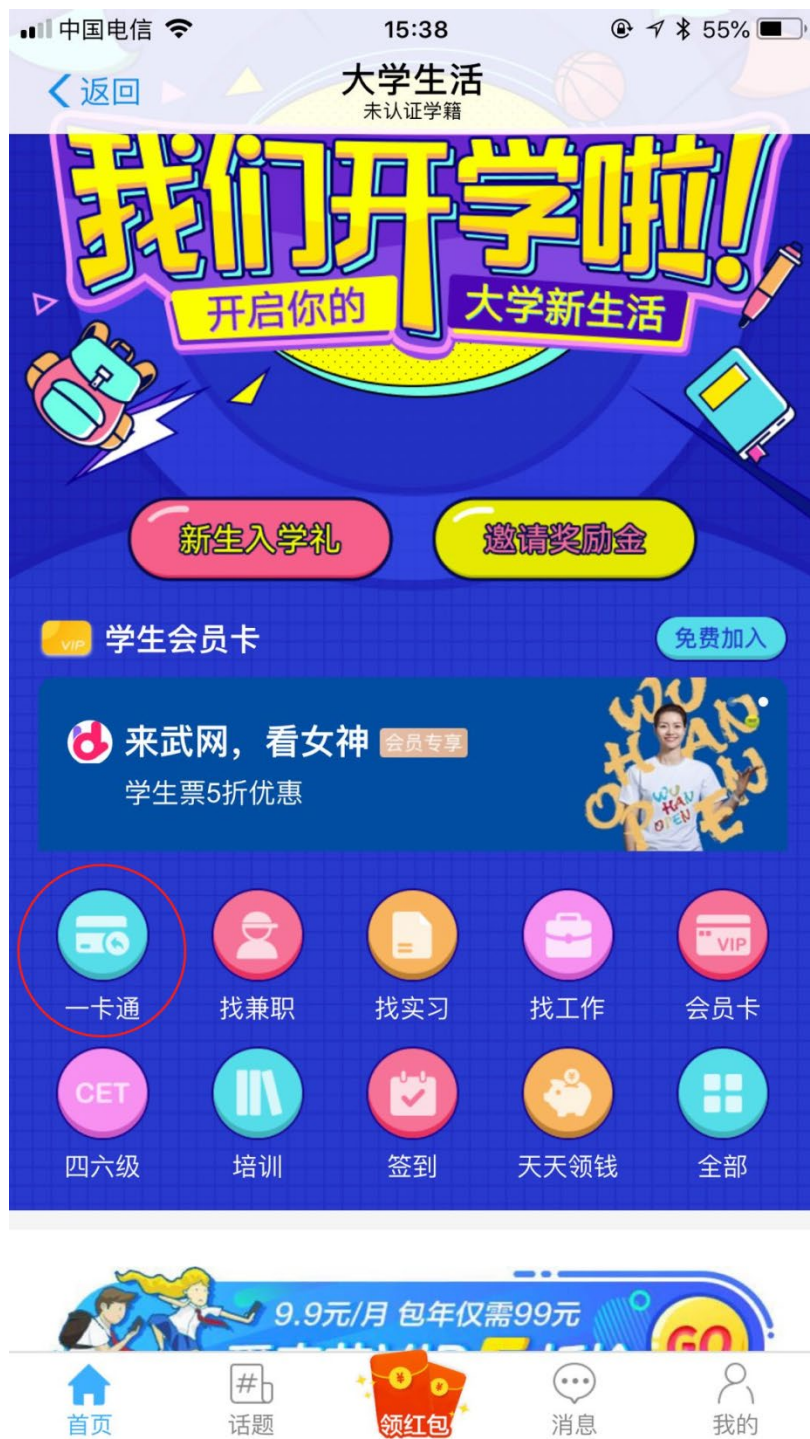 中国电信 15:38 55%
返回 大学生活
未认证学籍
我们开学啦!
开启你的 大学新生活
新生入学礼 邀请奖励金
VIP 学生会员卡 免费加入
来武网，看女神 会员专享
学生票5折优惠
WUHAN OPEN
WUHAN OPEN
VIP
一卡通 找兼职 找实习 找工作 会员卡
CET
四六级 培训 签到 天天领钱 全部
9.9元/月 包年仅需99元
GO
首页 话题 领红包 消息 我的